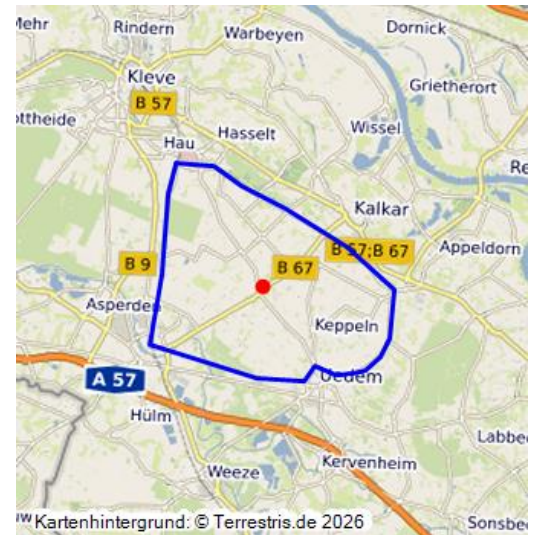 Mehr
Rindern
Warbeyen
Dornick
Kleve
Grietherort
B 57
ottheide
Hasselt
Wissel
Hau
Re
Kalkar
B 57;B 67
Appeldorn
B 9
B 67
Asperden
Keppeln
A 57
Uedem
Hülm
Labbe
Kervenheim
Weeze
Kartenhintergrund: © Terrestris.de 2026
Sonsbe